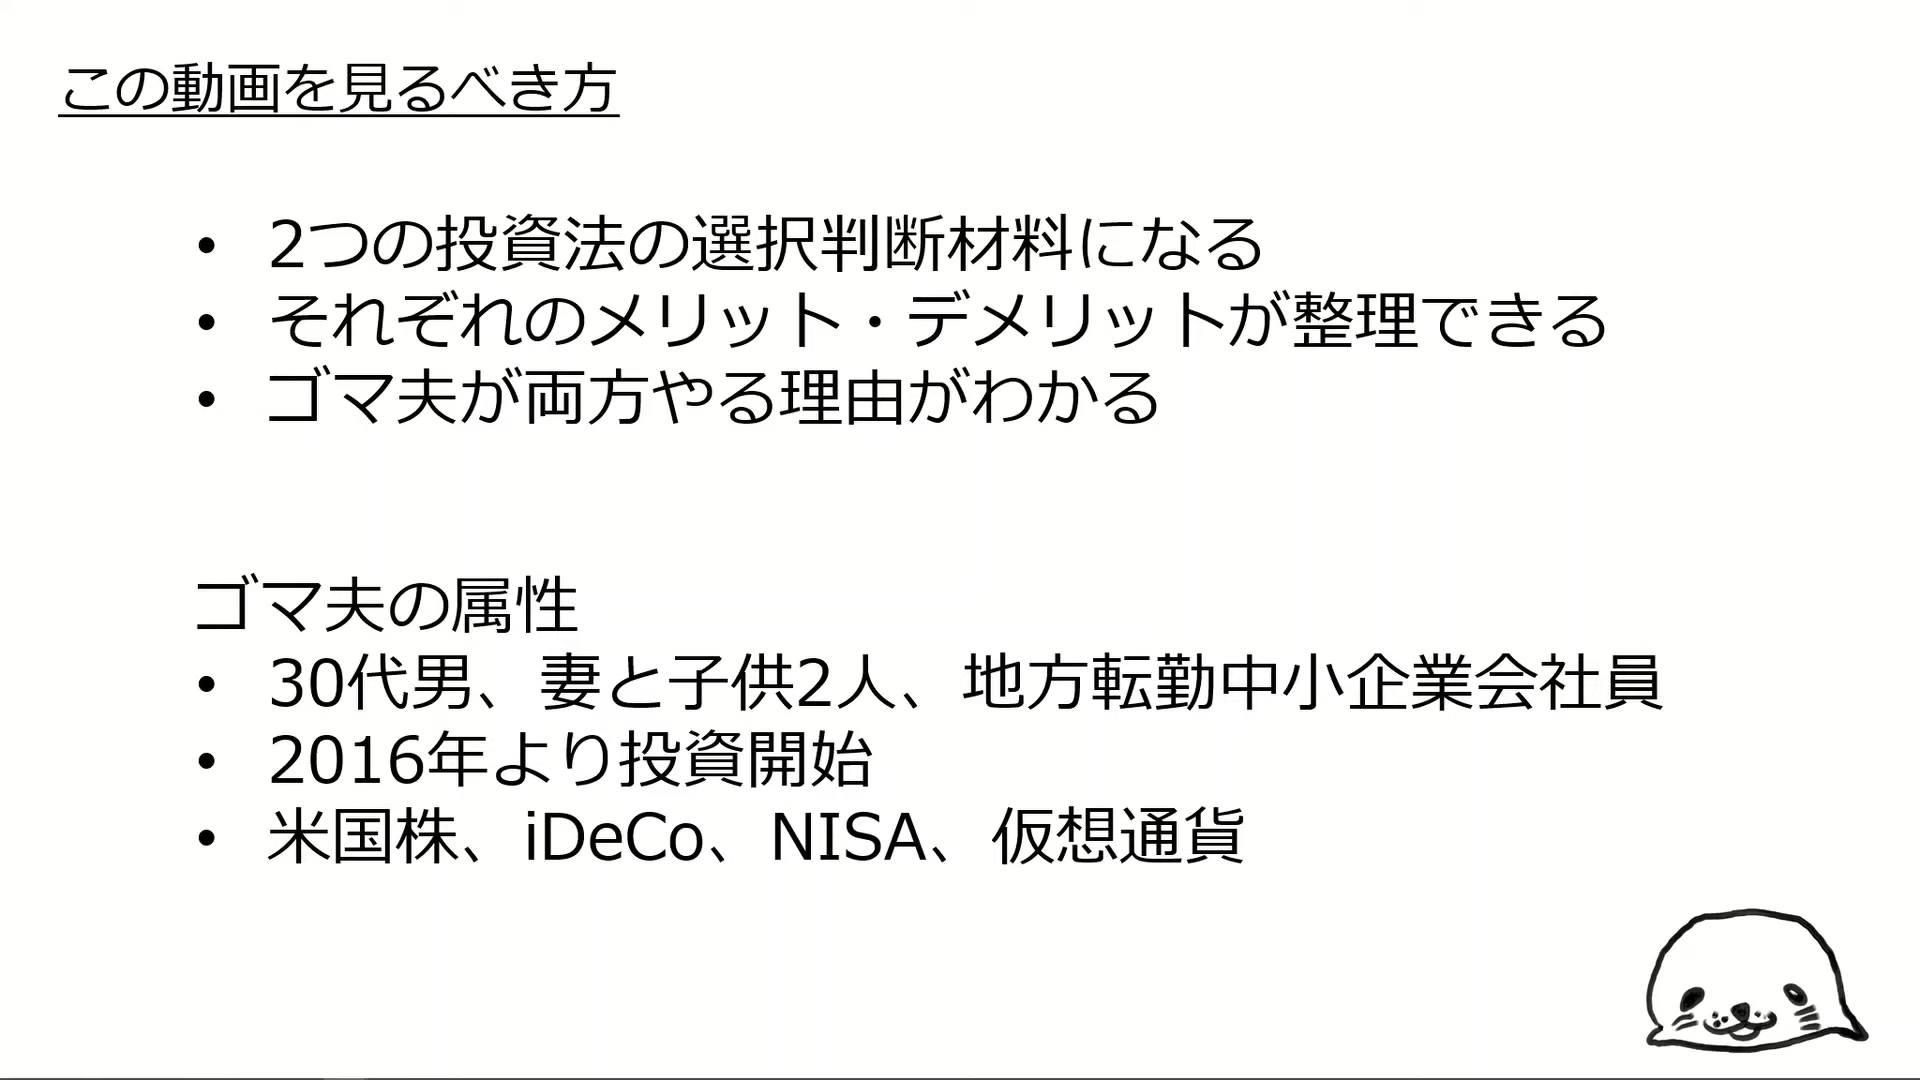 この動画を見るべき方
• 2つの投資法の選択判断材料になる
• それぞれのメリット・デメリットが整理できる
• ゴマ夫が両方やる理由がわかる
ゴマ夫の属性
• 30代男、妻と子供2人、地方転勤中小企業会社員
• 2016年より投資開始
• 米国株、iDeCo、NISA、仮想通貨